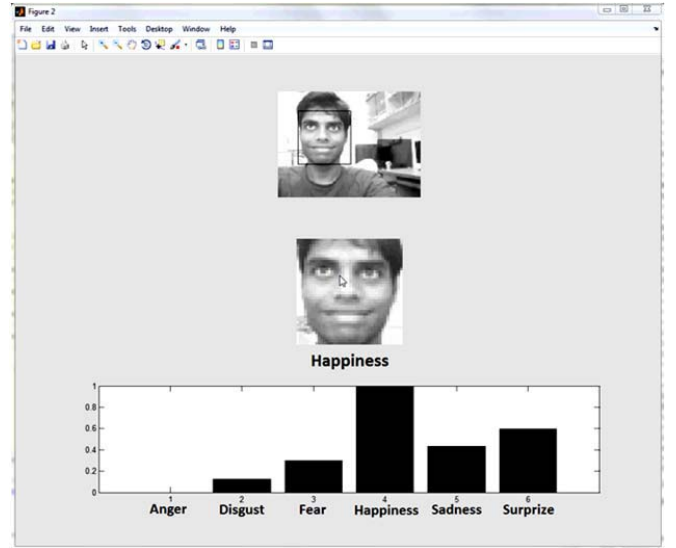 Figure 2
File Edit View Insert Tools Desktop Window Help
Happiness
1
0.8
0.6
0.4
0.2
0
1 2 3 4 5 6
Anger Disgust Fear Happiness Sadness Surprize